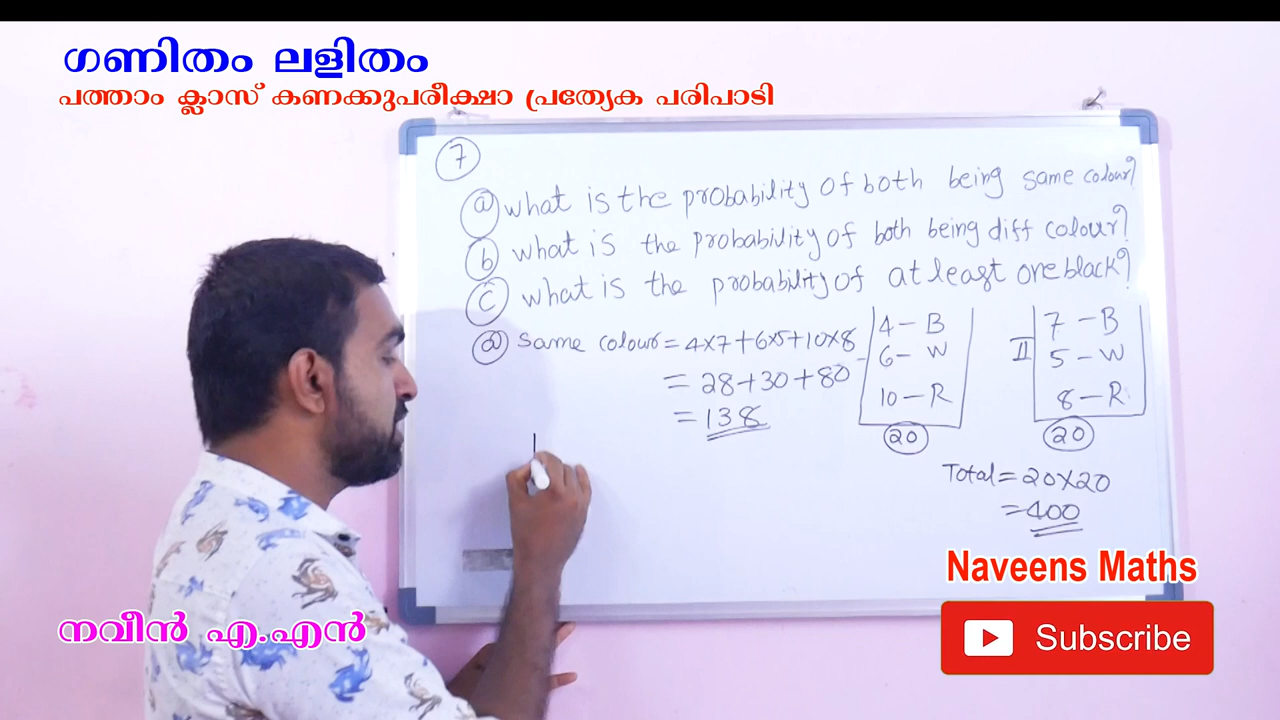 ഗണിതം ലളിതം
പത്താം ക്ലാസ് കണക്കുപരീക്ഷാ പ്രത്യേക പരിപാടി
7
a what is the probability of both being same colour?
b what is the probability of both being diff colour?
c what is the probability of at least one black?
a same colour = 4×7+6×5+10×8
= 28+30+80
= 138
4 - B
6 - W
10 - R
20
II
7 - B
5 - W
8 - R
20
Total = 20×20
= 400
Naveens Maths
Subscribe
നവീൻ എ.എൻ